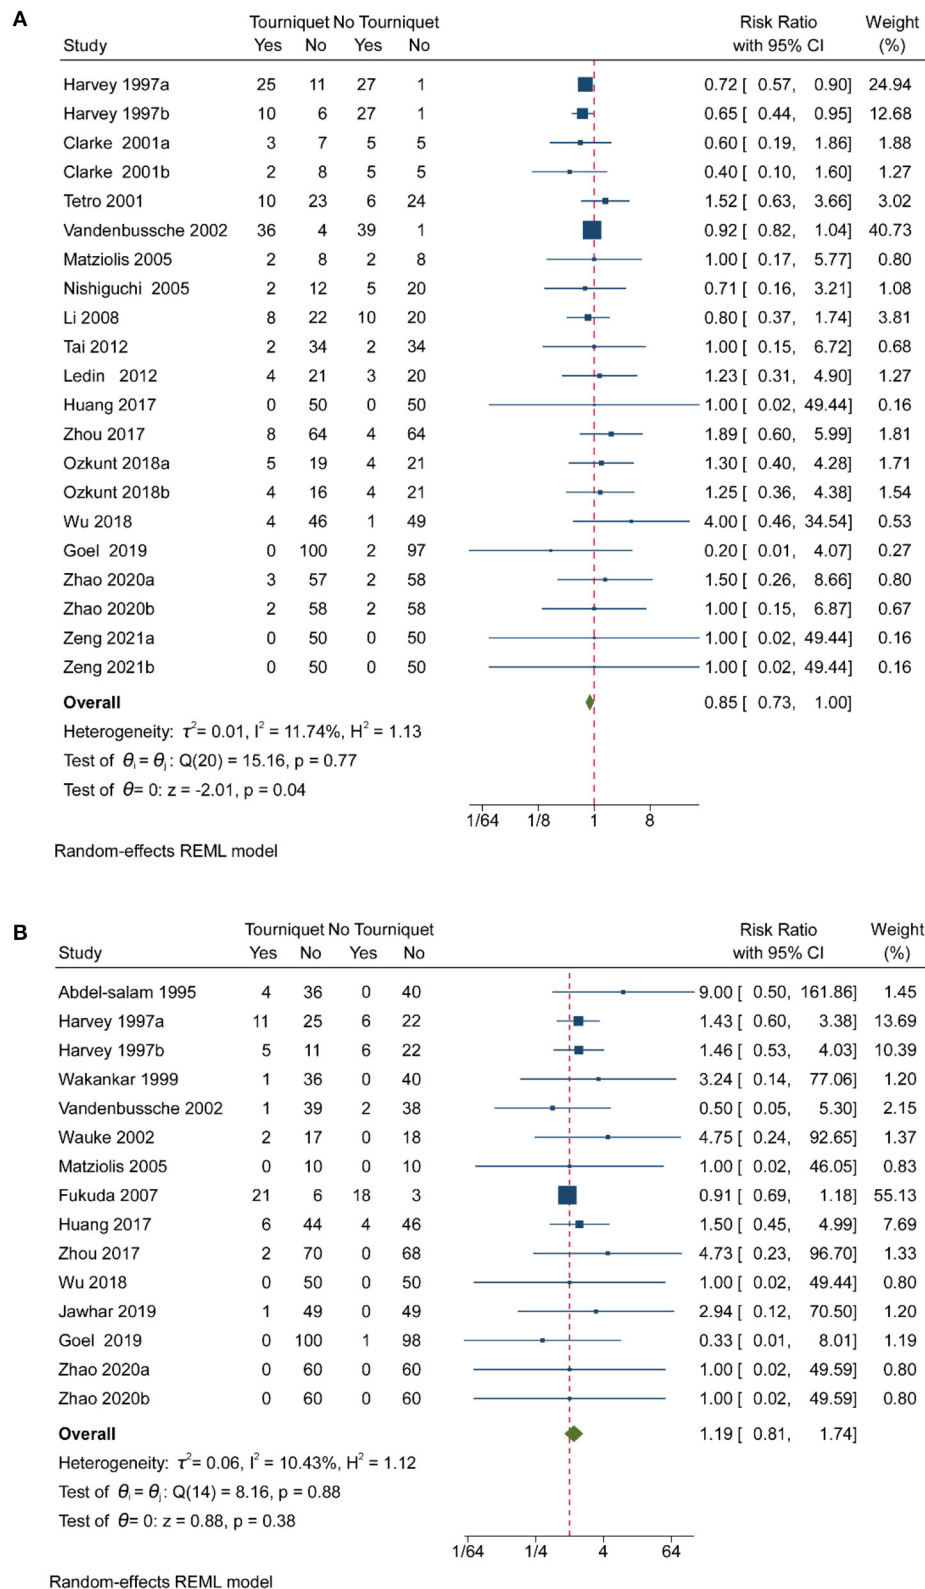 A
Tourniquet No Tourniquet Risk Ratio Weight
Study Yes No Yes No with 95% CI (%)
Harvey 1997a 25 11 27 1 0.72 [ 0.57, 0.90] 24.94
Harvey 1997b 10 6 27 1 0.65 [ 0.44, 0.95] 12.68
Clarke 2001a 3 7 5 5 0.60 [ 0.19, 1.86] 1.88
Clarke 2001b 2 8 5 5 0.40 [ 0.10, 1.60] 1.27
Tetro 2001 10 23 6 24 1.52 [ 0.63, 3.66] 3.02
Vandenbussche 2002 36 4 39 1 0.92 [ 0.82, 1.04] 40.73
Matziolis 2005 2 8 2 8 1.00 [ 0.17, 5.77] 0.80
Nishiguchi 2005 2 12 5 20 0.71 [ 0.16, 3.21] 1.08
Li 2008 8 22 10 20 0.80 [ 0.37, 1.74] 3.81
Tai 2012 2 34 2 34 1.00 [ 0.15, 6.72] 0.68
Ledin 2012 4 21 3 20 1.23 [ 0.31, 4.90] 1.27
Huang 2017 0 50 0 50 1.00 [ 0.02, 49.44] 0.16
Zhou 2017 8 64 4 64 1.89 [ 0.60, 5.99] 1.81
Ozkunt 2018a 5 19 4 21 1.30 [ 0.40, 4.28] 1.71
Ozkunt 2018b 4 16 4 21 1.25 [ 0.36, 4.38] 1.54
Wu 2018 4 46 1 49 4.00 [ 0.46, 34.54] 0.53
Goel 2019 0 100 2 97 0.20 [ 0.01, 4.07] 0.27
Zhao 2020a 3 57 2 58 1.50 [ 0.26, 8.66] 0.80
Zhao 2020b 2 58 2 58 1.00 [ 0.15, 6.87] 0.67
Zeng 2021a 0 50 0 50 1.00 [ 0.02, 49.44] 0.16
Zeng 2021b 0 50 0 50 1.00 [ 0.02, 49.44] 0.16
Overall 0.85 [ 0.73, 1.00]
Heterogeneity: τ² = 0.01, I² = 11.74%, H² = 1.13
Test of θᵢ = θⱼ: Q(20) = 15.16, p = 0.77
Test of θ = 0: z = -2.01, p = 0.04
1/64 1/8 1 8
Random-effects REML model
B
Tourniquet No Tourniquet Risk Ratio Weight
Study Yes No Yes No with 95% CI (%)
Abdel-salam 1995 4 36 0 40 9.00 [ 0.50, 161.86] 1.45
Harvey 1997a 11 25 6 22 1.43 [ 0.60, 3.38] 13.69
Harvey 1997b 5 11 6 22 1.46 [ 0.53, 4.03] 10.39
Wakankar 1999 1 36 0 40 3.24 [ 0.14, 77.06] 1.20
Vandenbussche 2002 1 39 2 38 0.50 [ 0.05, 5.30] 2.15
Wauke 2002 2 17 0 18 4.75 [ 0.24, 92.65] 1.37
Matziolis 2005 0 10 0 10 1.00 [ 0.02, 46.05] 0.83
Fukuda 2007 21 6 18 3 0.91 [ 0.69, 1.18] 55.13
Huang 2017 6 44 4 46 1.50 [ 0.45, 4.99] 7.69
Zhou 2017 2 70 0 68 4.73 [ 0.23, 96.70] 1.33
Wu 2018 0 50 0 50 1.00 [ 0.02, 49.44] 0.80
Jawhar 2019 1 49 0 49 2.94 [ 0.12, 70.50] 1.20
Goel 2019 0 100 1 98 0.33 [ 0.01, 8.01] 1.19
Zhao 2020a 0 60 0 60 1.00 [ 0.02, 49.59] 0.80
Zhao 2020b 0 60 0 60 1.00 [ 0.02, 49.59] 0.80
Overall 1.19 [ 0.81, 1.74]
Heterogeneity: τ² = 0.06, I² = 10.43%, H² = 1.12
Test of θᵢ = θⱼ: Q(14) = 8.16, p = 0.88
Test of θ = 0: z = 0.88, p = 0.38
1/64 1/4 4 64
Random-effects REML model